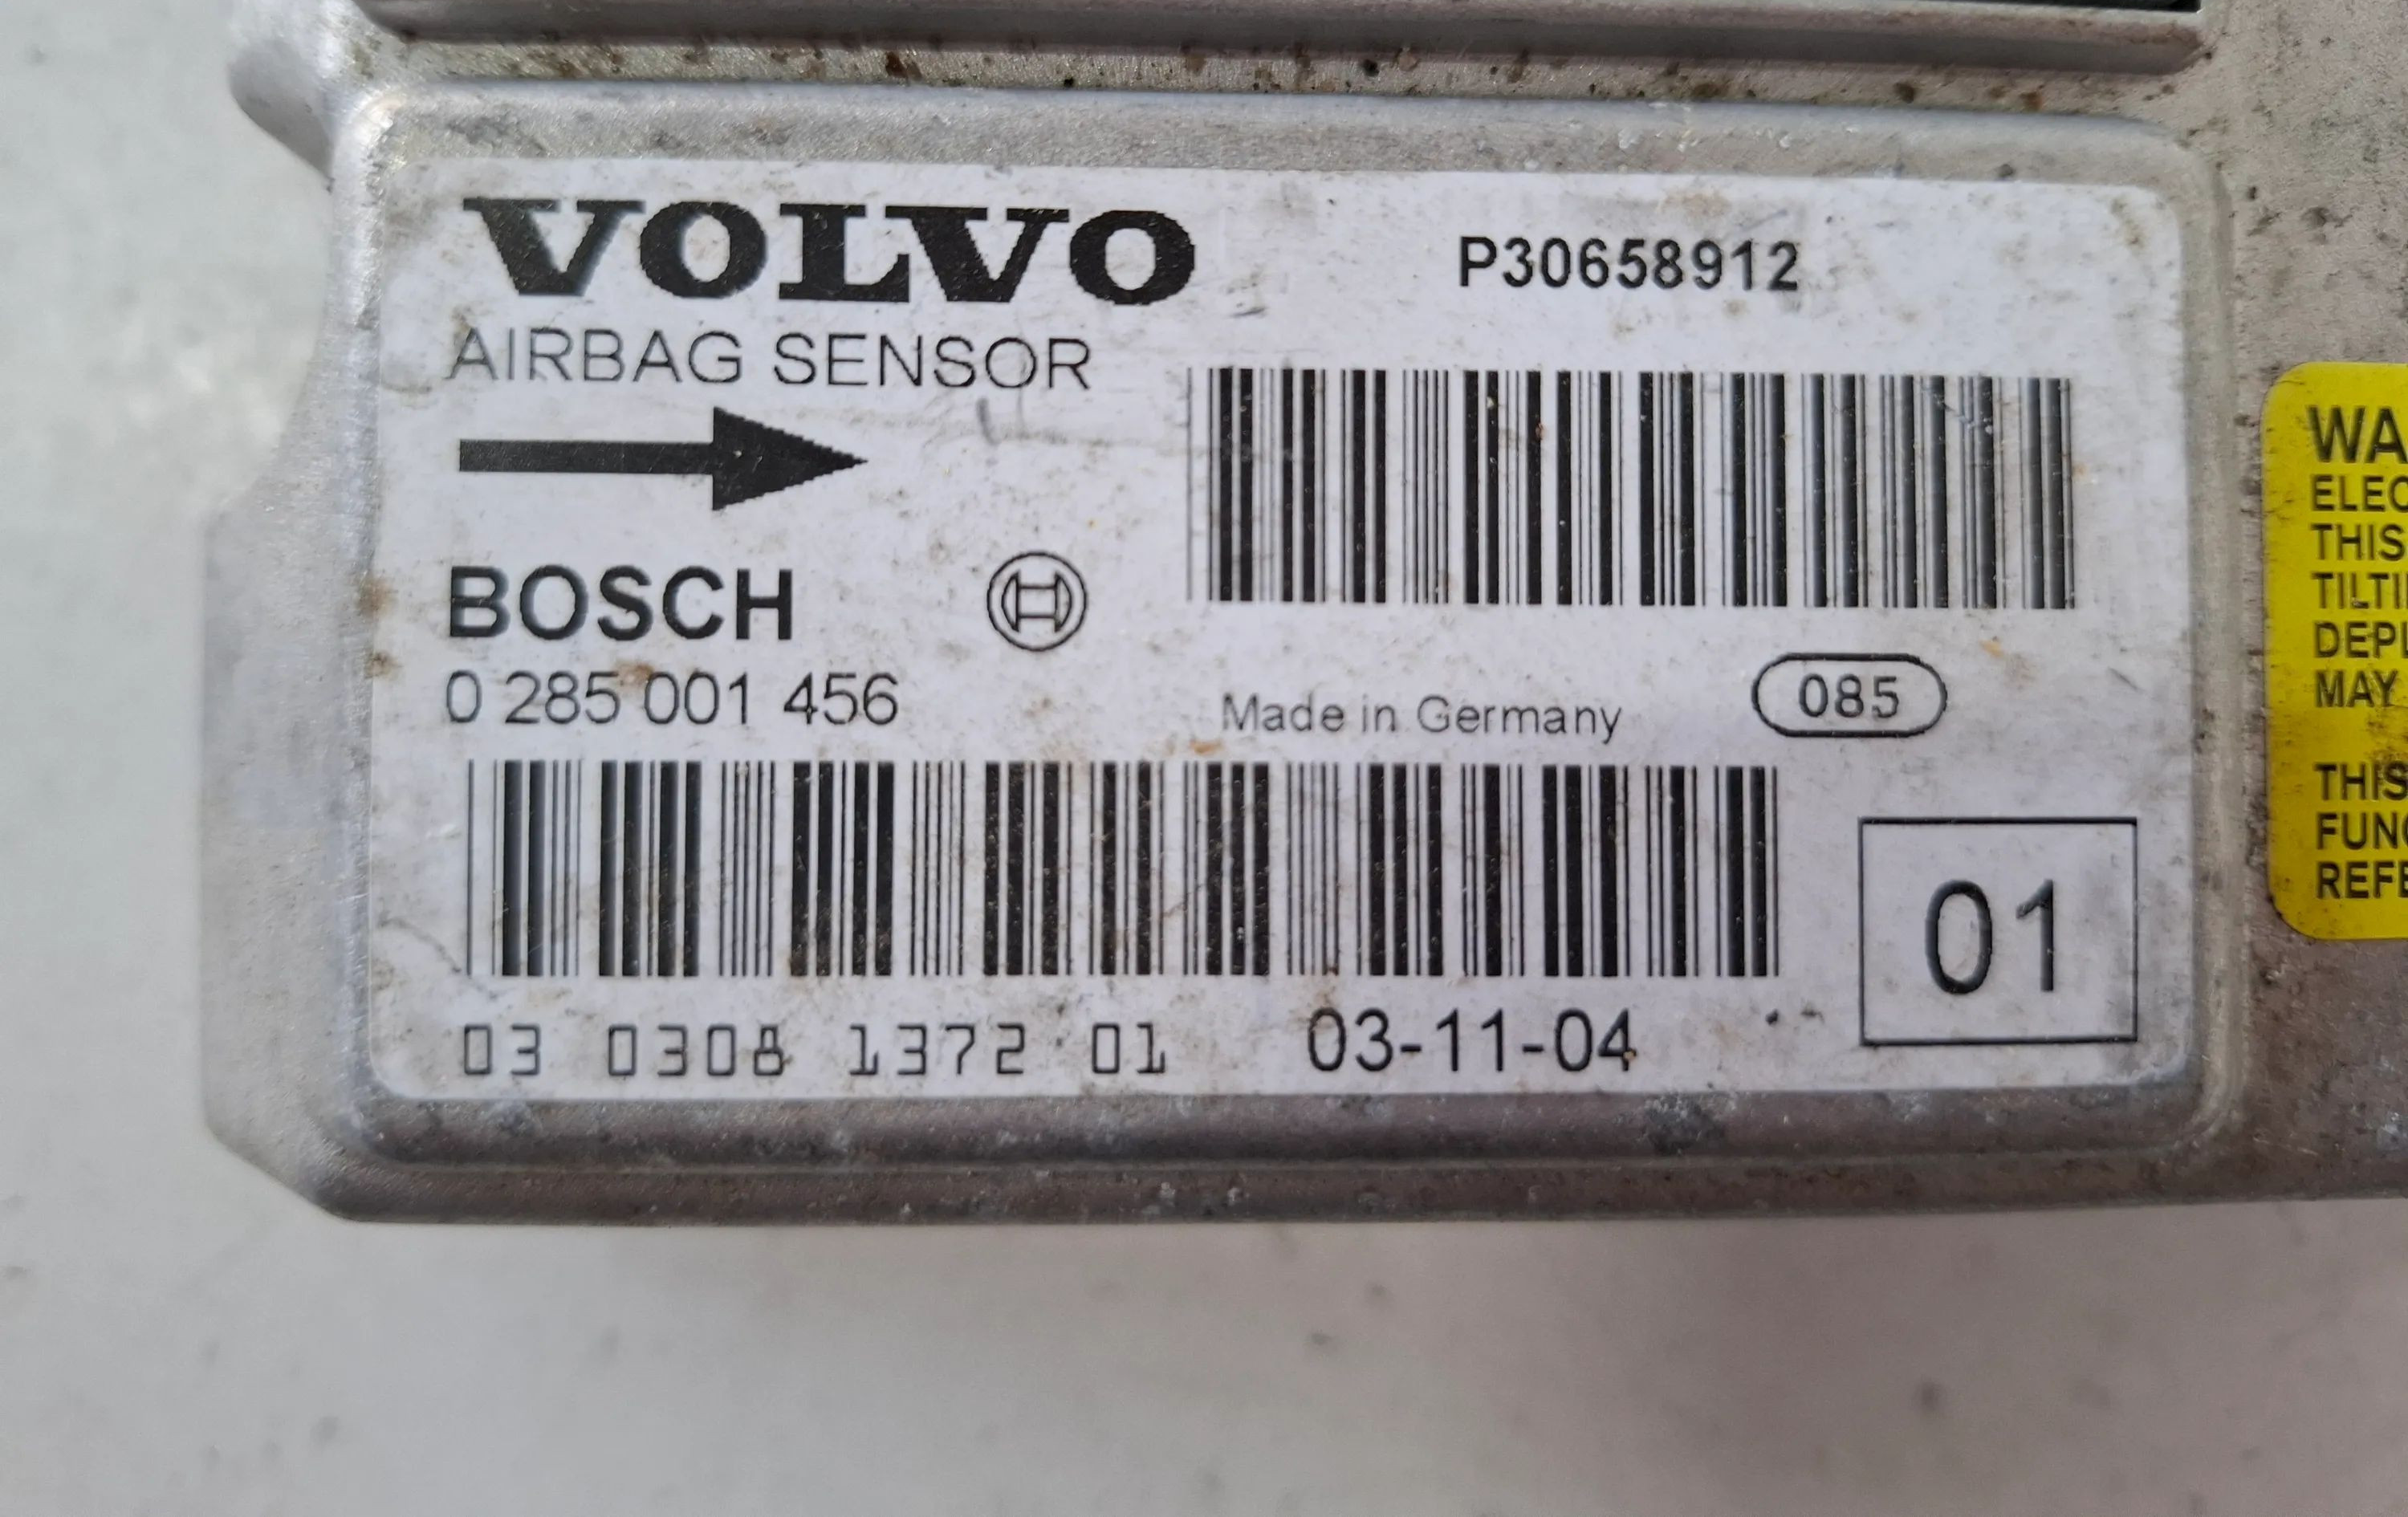 VOLVO
P30658912
AIRBAG SENSOR
BOSCH
0 285 001 456
Made in Germany
085
01
03 0308 1372 01
03-11-04
WA
ELEC
THIS
TILTI
DEPL
MAY
THIS
FUNC
REFE